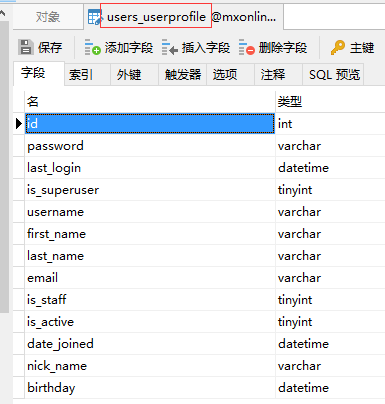 对象 users_userprofile @mxonlin...
保存 添加字段 插入字段 删除字段 主键
字段 索引 外键 触发器 选项 注释 SQL 预览
名 类型
id int
password varchar
last_login datetime
is_superuser tinyint
username varchar
first_name varchar
last_name varchar
email varchar
is_staff tinyint
is_active tinyint
date_joined datetime
nick_name varchar
birthday datetime